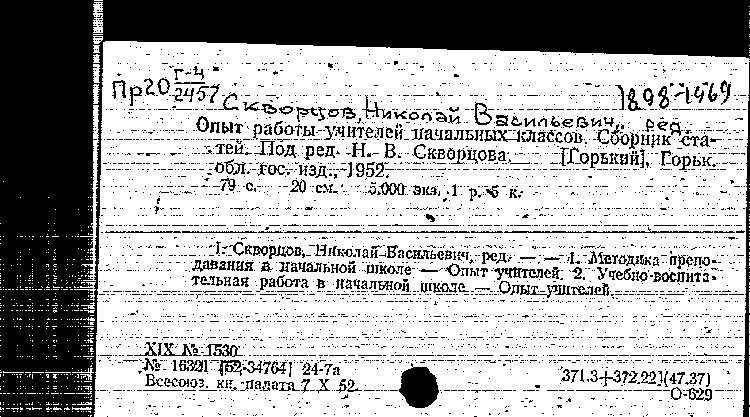 Пр20 Г-Ц
2457
Скворцов, Николай Васильевич, ред.
1898-1969
Опыт работы учителей начальных классов. Сборник ста-
тей. Под ред. Н. В. Скворцова. [Горький], Горьк.
обл. гос. изд., 1952.
79 с. 20 см. 5.000 экз. 1 р. 5 к.
1. Скворцов, Николай Васильевич, ред. — — 1. Методика препо-
давания в начальной школе — Опыт учителей. 2. Учебно-воспита-
тельная работа в начальной школе — Опыт учителей.
XIX № 1530
№ 16321 [52-34764] 24-7а
Всесоюз. кн. палата 7 X 52
371.3+372.22](47.37)
О-629